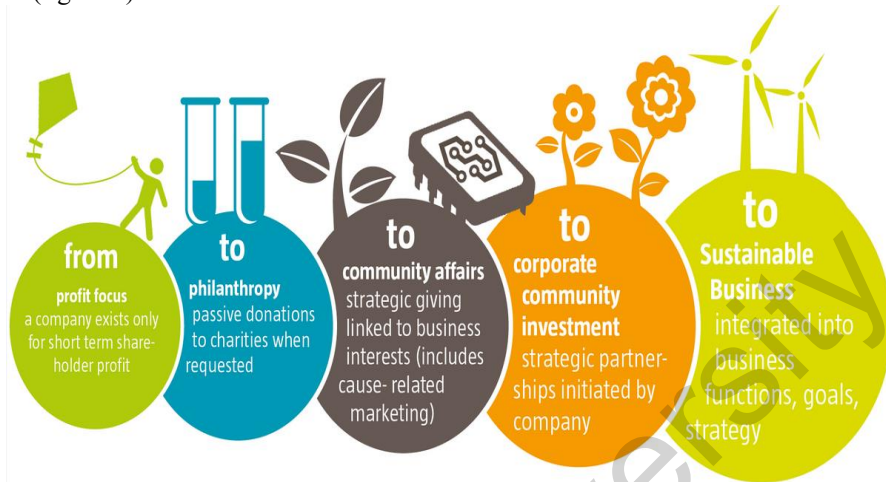 from
profit focus
a company exists only
for short term share-
holder profit
to
philanthropy
passive donations
to charities when
requested
to
community affairs
strategic giving
linked to business
interests (includes
cause- related
marketing)
to
corporate
community
investment
strategic partner-
ships initiated by
company
to
Sustainable
Business
integrated into
business
functions, goals,
strategy
ersity